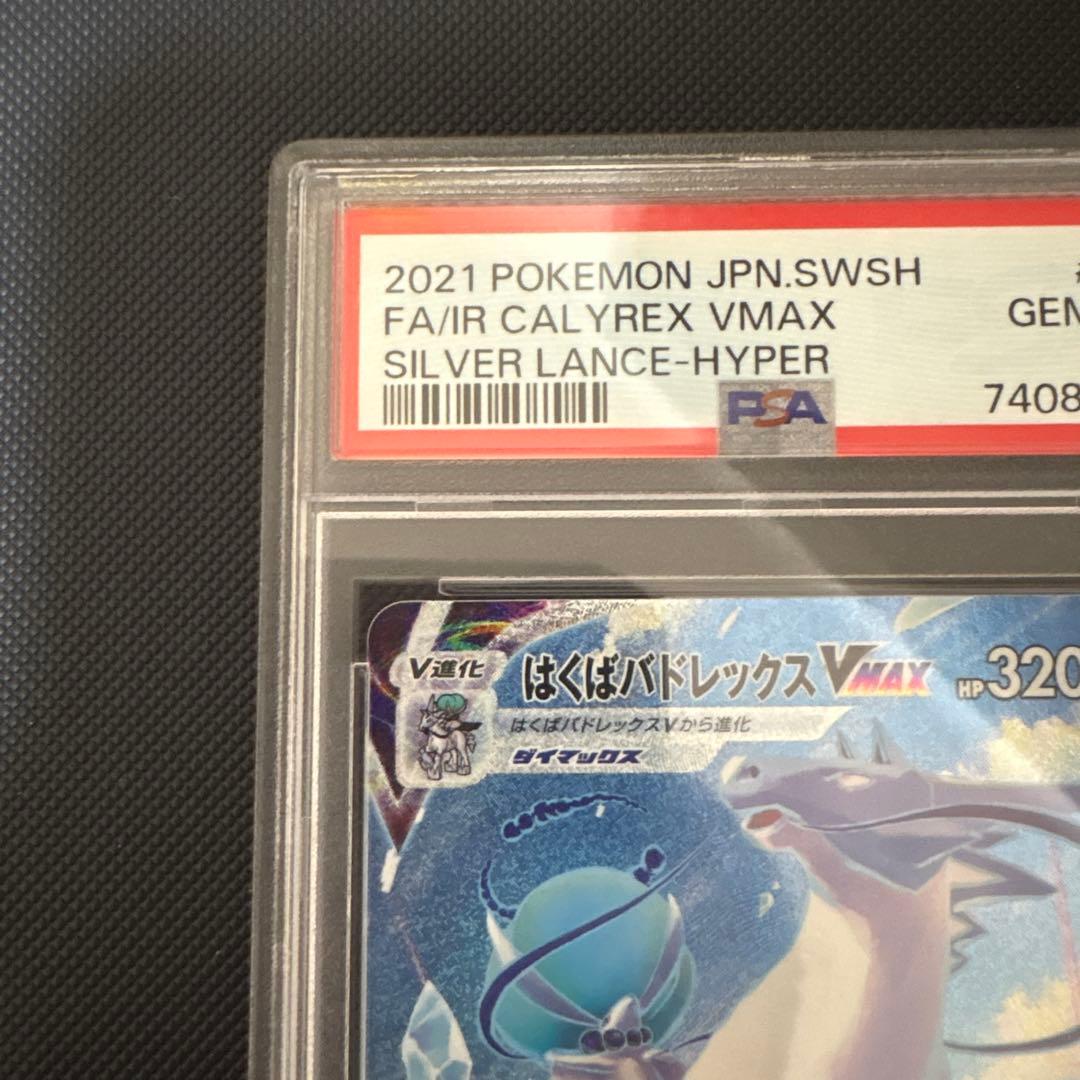 2021 POKEMON JPN.SWSH
FA/IR CALYREX VMAX
GEM
SILVER LANCE-HYPER
PSA
7408
V進化
はくばバドレックスVMAX
HP320
はくばバドレックスVから進化
ダイマックス